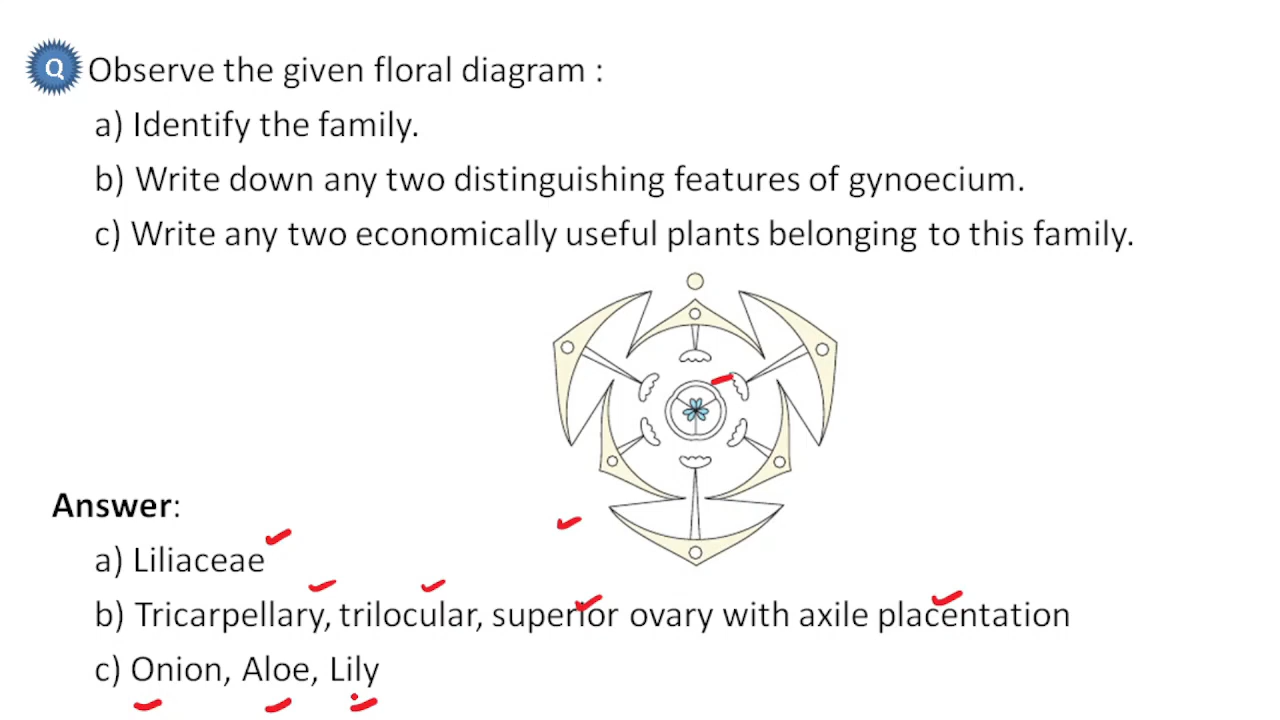 Q Observe the given floral diagram :
a) Identify the family.
b) Write down any two distinguishing features of gynoecium.
c) Write any two economically useful plants belonging to this family.
Answer:
a) Liliaceae
b) Tricarpellary, trilocular, superior ovary with axile placentation
c) Onion, Aloe, Lily